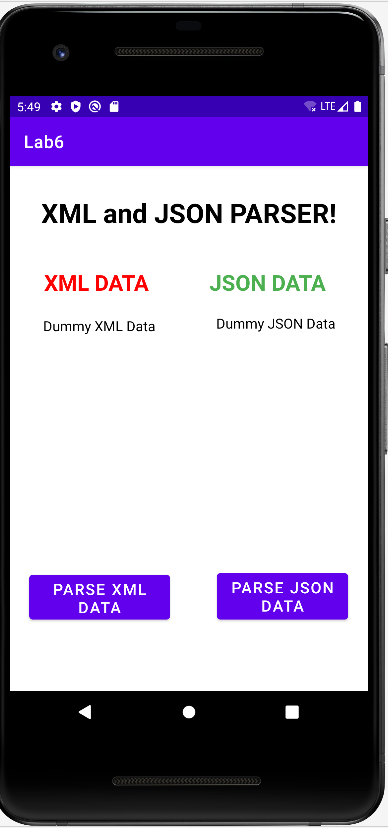 5:49 LTE
Lab6
XML and JSON PARSER!
XML DATA
JSON DATA
Dummy XML Data
Dummy JSON Data
PARSE XML
DATA
PARSE JSON
DATA